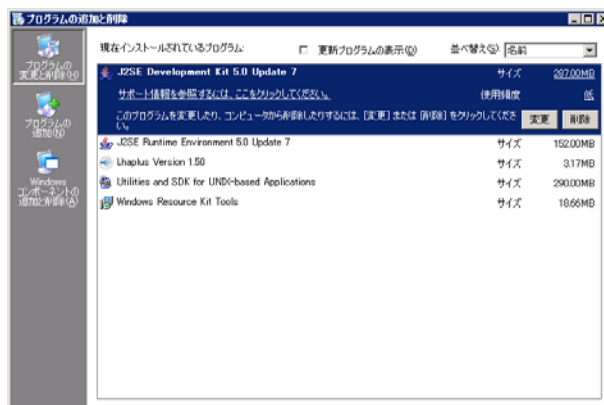 プログラムの追加と削除
プログラムの
変更と削除(H)
プログラムの
追加(N)
Windows
コンポーネントの
追加と削除(A)
現在インストールされているプログラム:
更新プログラムの表示(D)
並べ替え(S): 名前
J2SE Development Kit 5.0 Update 7 サイズ 287.00MB
サポート情報を参照するには、ここをクリックしてください。 使用頻度 低
このプログラムを変更したり、コンピュータから削除したりするには、[変更] または [削除] をクリックしてくださ
い。
変更 削除
J2SE Runtime Environment 5.0 Update 7 サイズ 152.00MB
Lhaplus Version 1.50 サイズ 3.17MB
Utilities and SDK for UNIX-based Applications サイズ 290.00MB
Windows Resource Kit Tools サイズ 18.66MB